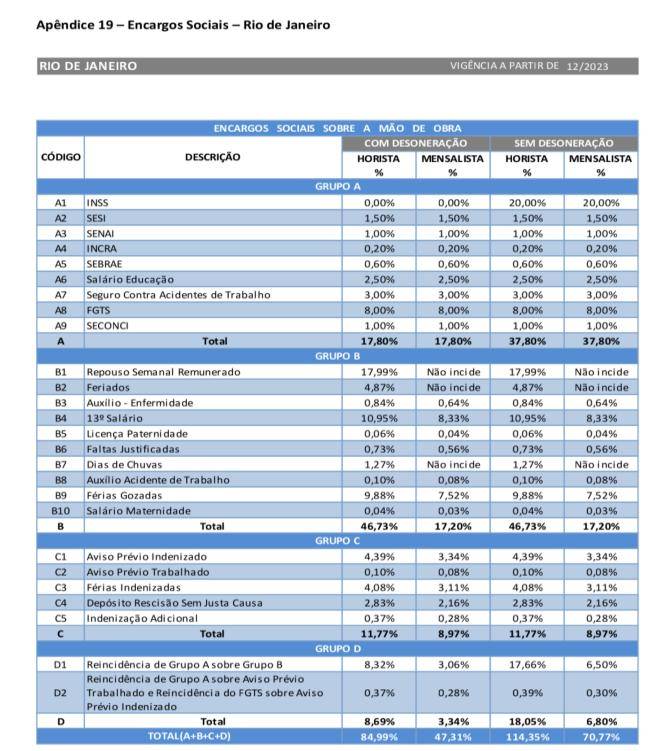 Apêndice 19 – Encargos Sociais – Rio de Janeiro
RIO DE JANEIRO VIGÊNCIA A PARTIR DE 12/2023
ENCARGOS SOCIAIS SOBRE A MÃO DE OBRA
COM DESONERAÇÃO SEM DESONERAÇÃO
CÓDIGO DESCRIÇÃO HORISTA MENSALISTA HORISTA MENSALISTA
% % % %
GRUPO A
A1 INSS 0,00% 0,00% 20,00% 20,00%
A2 SESI 1,50% 1,50% 1,50% 1,50%
A3 SENAI 1,00% 1,00% 1,00% 1,00%
A4 INCRA 0,20% 0,20% 0,20% 0,20%
A5 SEBRAE 0,60% 0,60% 0,60% 0,60%
A6 Salário Educação 2,50% 2,50% 2,50% 2,50%
A7 Seguro Contra Acidentes de Trabalho 3,00% 3,00% 3,00% 3,00%
A8 FGTS 8,00% 8,00% 8,00% 8,00%
A9 SECONCI 1,00% 1,00% 1,00% 1,00%
A Total 17,80% 17,80% 37,80% 37,80%
GRUPO B
B1 Repouso Semanal Remunerado 17,99% Não incide 17,99% Não incide
B2 Feriados 4,87% Não incide 4,87% Não incide
B3 Auxílio - Enfermidade 0,84% 0,64% 0,84% 0,64%
B4 13º Salário 10,95% 8,33% 10,95% 8,33%
B5 Licença Paternidade 0,06% 0,04% 0,06% 0,04%
B6 Faltas Justificadas 0,73% 0,56% 0,73% 0,56%
B7 Dias de Chuvas 1,27% Não incide 1,27% Não incide
B8 Auxílio Acidente de Trabalho 0,10% 0,08% 0,10% 0,08%
B9 Férias Gozadas 9,88% 7,52% 9,88% 7,52%
B10 Salário Maternidade 0,04% 0,03% 0,04% 0,03%
B Total 46,73% 17,20% 46,73% 17,20%
GRUPO C
C1 Aviso Prévio Indenizado 4,39% 3,34% 4,39% 3,34%
C2 Aviso Prévio Trabalhado 0,10% 0,08% 0,10% 0,08%
C3 Férias Indenizadas 4,08% 3,11% 4,08% 3,11%
C4 Depósito Rescisão Sem Justa Causa 2,83% 2,16% 2,83% 2,16%
C5 Indenização Adicional 0,37% 0,28% 0,37% 0,28%
C Total 11,77% 8,97% 11,77% 8,97%
GRUPO D
D1 Reincidência de Grupo A sobre Grupo B 8,32% 3,06% 17,66% 6,50%
Reincidência de Grupo A sobre Aviso Prévio
D2 Trabalhado e Reincidência do FGTS sobre Aviso 0,37% 0,28% 0,39% 0,30%
Prévio Indenizado
D Total 8,69% 3,34% 18,05% 6,80%
TOTAL(A+B+C+D) 84,99% 47,31% 114,35% 70,77%